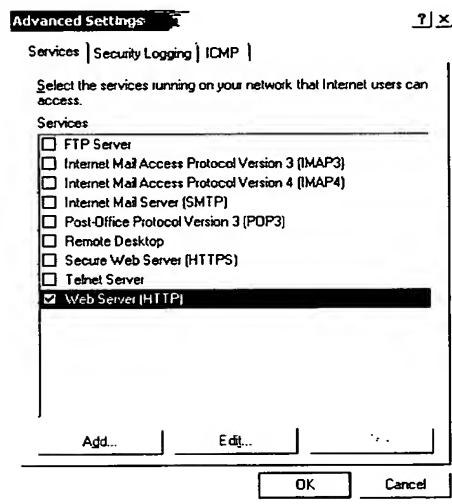 Advanced Settings ? x
Services Security Logging ICMP
Select the services running on your network that Internet users can
access.
Services
FTP Server
Internet Mail Access Protocol Version 3 (IMAP3)
Internet Mail Access Protocol Version 4 (IMAP4)
Internet Mail Server (SMTP)
Post-Office Protocol Version 3 (POP3)
Remote Desktop
Secure Web Server (HTTPS)
Telnet Server
Web Server (HTTP)
Add... Edit...
OK Cancel